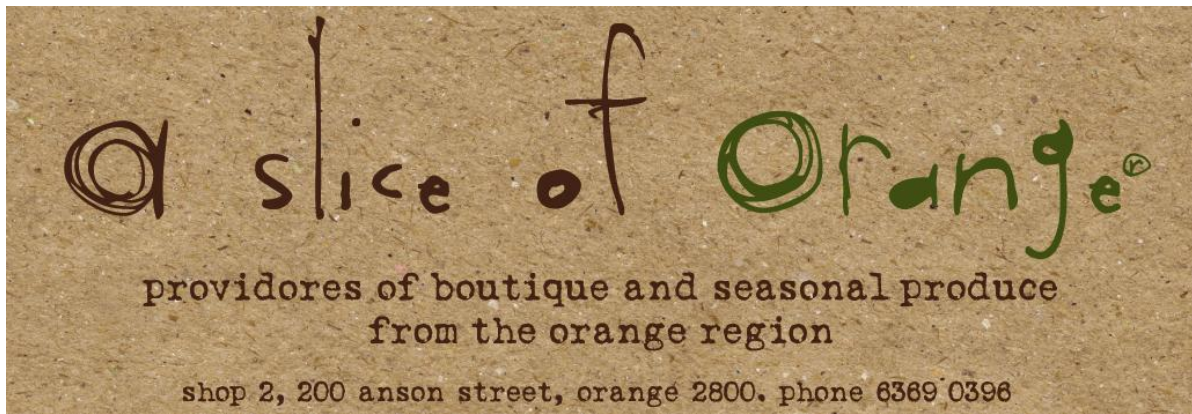 a slice of Orange®
providores of boutique and seasonal produce
from the orange region
shop 2, 200 anson street, orange 2800. phone 6369 0396